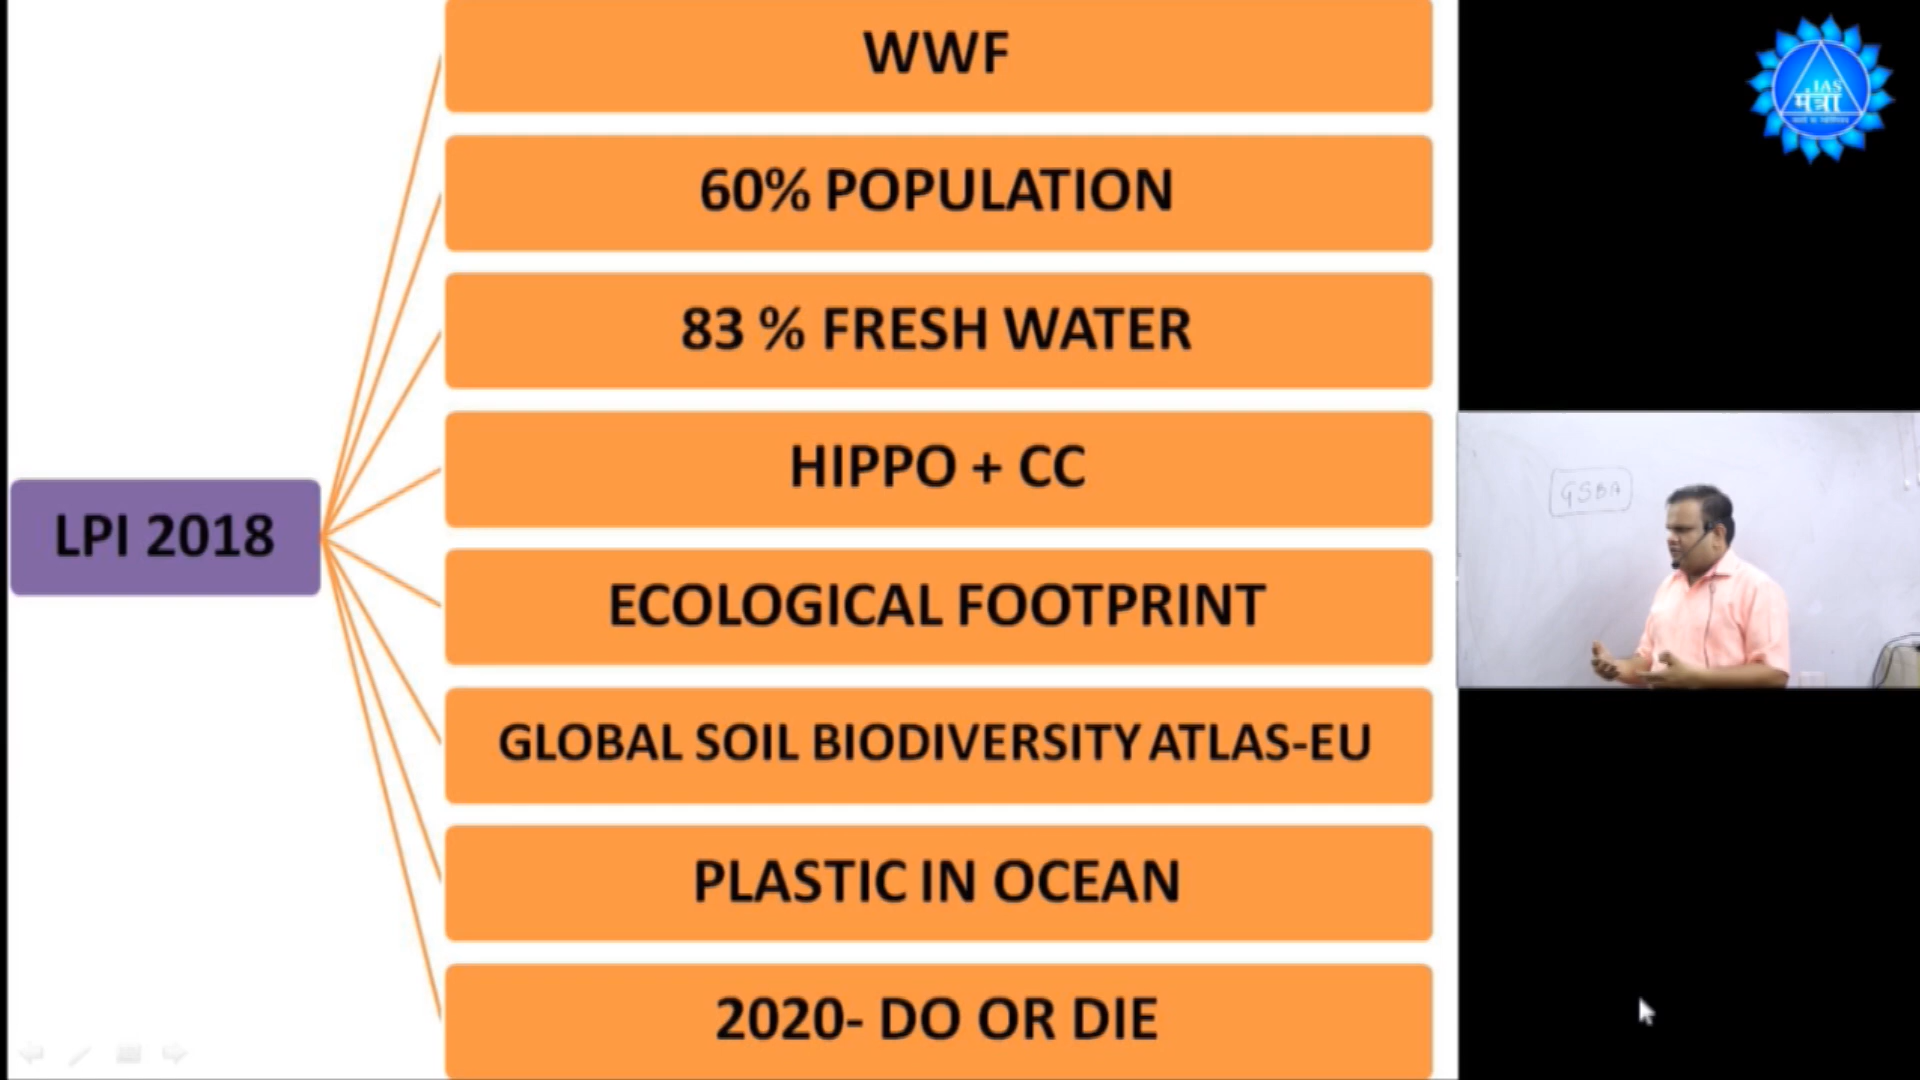 LPI 2018
WWF
60% POPULATION
83 % FRESH WATER
HIPPO + CC
ECOLOGICAL FOOTPRINT
GLOBAL SOIL BIODIVERSITY ATLAS-EU
PLASTIC IN OCEAN
2020- DO OR DIE
IAS
मंत्रा
GSBA